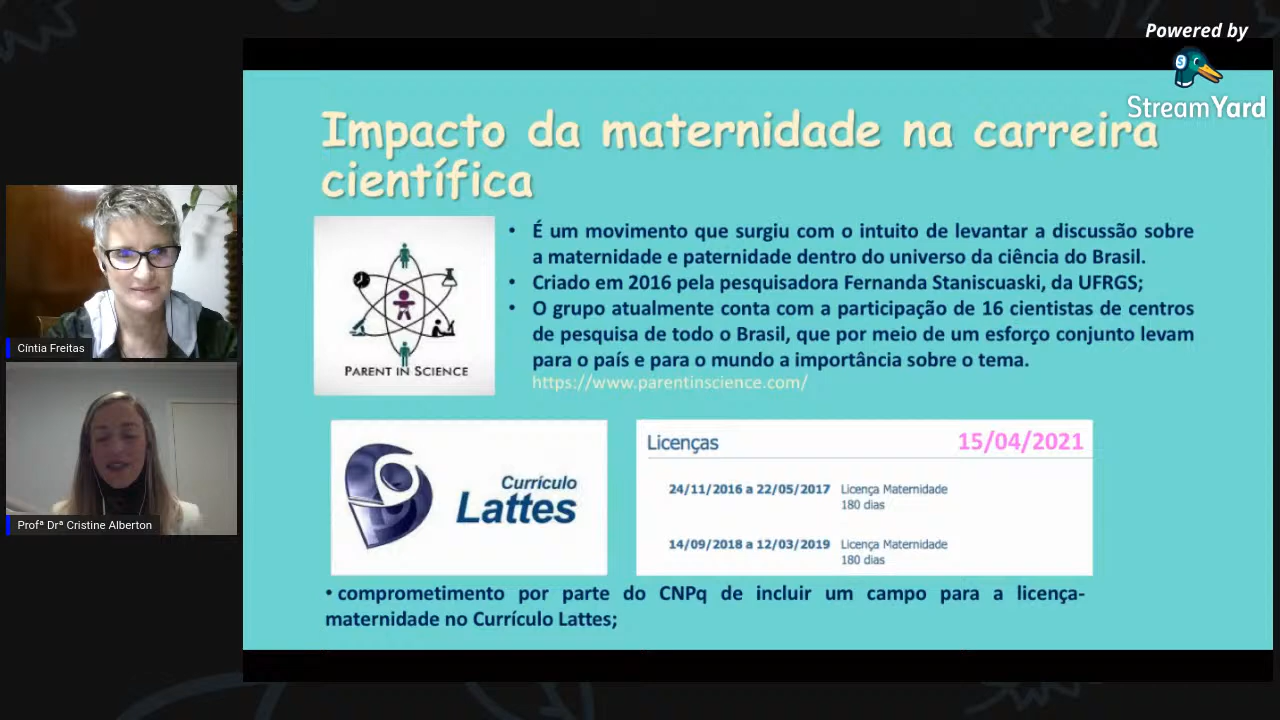 Powered by
StreamYard
Impacto da maternidade na carreira
científica
PARENT IN SCIENCE
• É um movimento que surgiu com o intuito de levantar a discussão sobre
a maternidade e paternidade dentro do universo da ciência do Brasil.
• Criado em 2016 pela pesquisadora Fernanda Staniscuaski, da UFRGS;
• O grupo atualmente conta com a participação de 16 cientistas de centros
de pesquisa de todo o Brasil, que por meio de um esforço conjunto levam
para o país e para o mundo a importância sobre o tema.
https://www.parentinscience.com/
Cíntia Freitas
Profª Drª Cristine Alberton
Currículo
Lattes
Licenças 15/04/2021
24/11/2016 a 22/05/2017 Licença Maternidade
180 dias
14/09/2018 a 12/03/2019 Licença Maternidade
180 dias
• comprometimento por parte do CNPq de incluir um campo para a licença-
maternidade no Currículo Lattes;